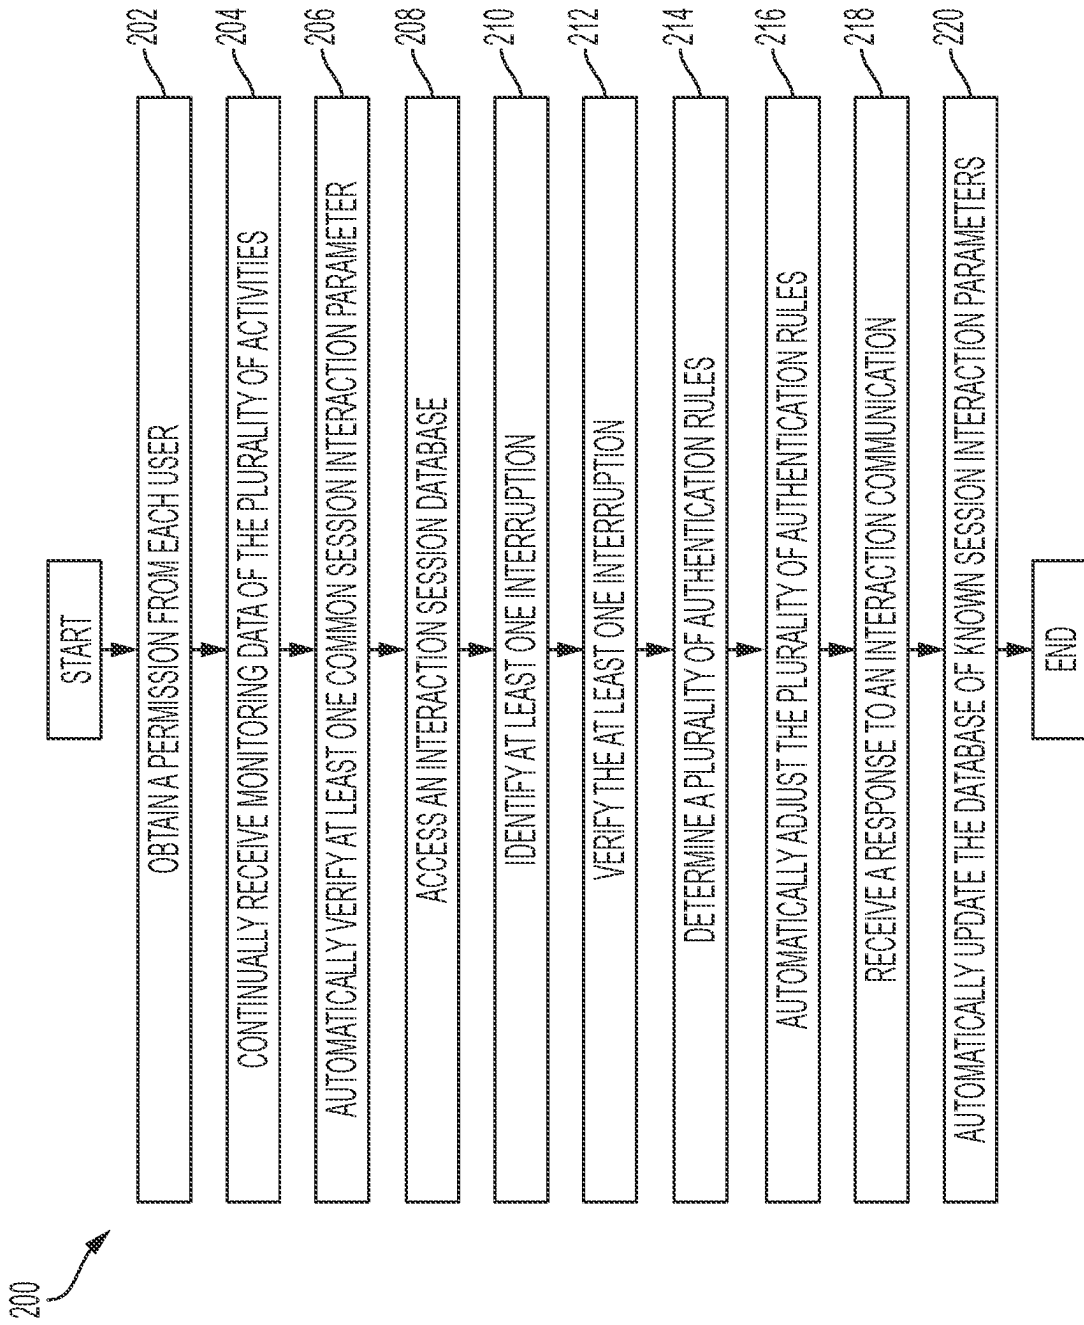 200
START
OBTAIN A PERMISSION FROM EACH USER
202
CONTINUALLY RECEIVE MONITORING DATA OF THE PLURALITY OF ACTIVITIES
204
AUTOMATICALLY VERIFY AT LEAST ONE COMMON SESSION INTERACTION PARAMETER
206
ACCESS AN INTERACTION SESSION DATABASE
208
IDENTIFY AT LEAST ONE INTERRUPTION
210
VERIFY THE AT LEAST ONE INTERRUPTION
212
DETERMINE A PLURALITY OF AUTHENTICATION RULES
214
AUTOMATICALLY ADJUST THE PLURALITY OF AUTHENTICATION RULES
216
RECEIVE A RESPONSE TO AN INTERACTION COMMUNICATION
218
AUTOMATICALLY UPDATE THE DATABASE OF KNOWN SESSION INTERACTION PARAMETERS
220
END